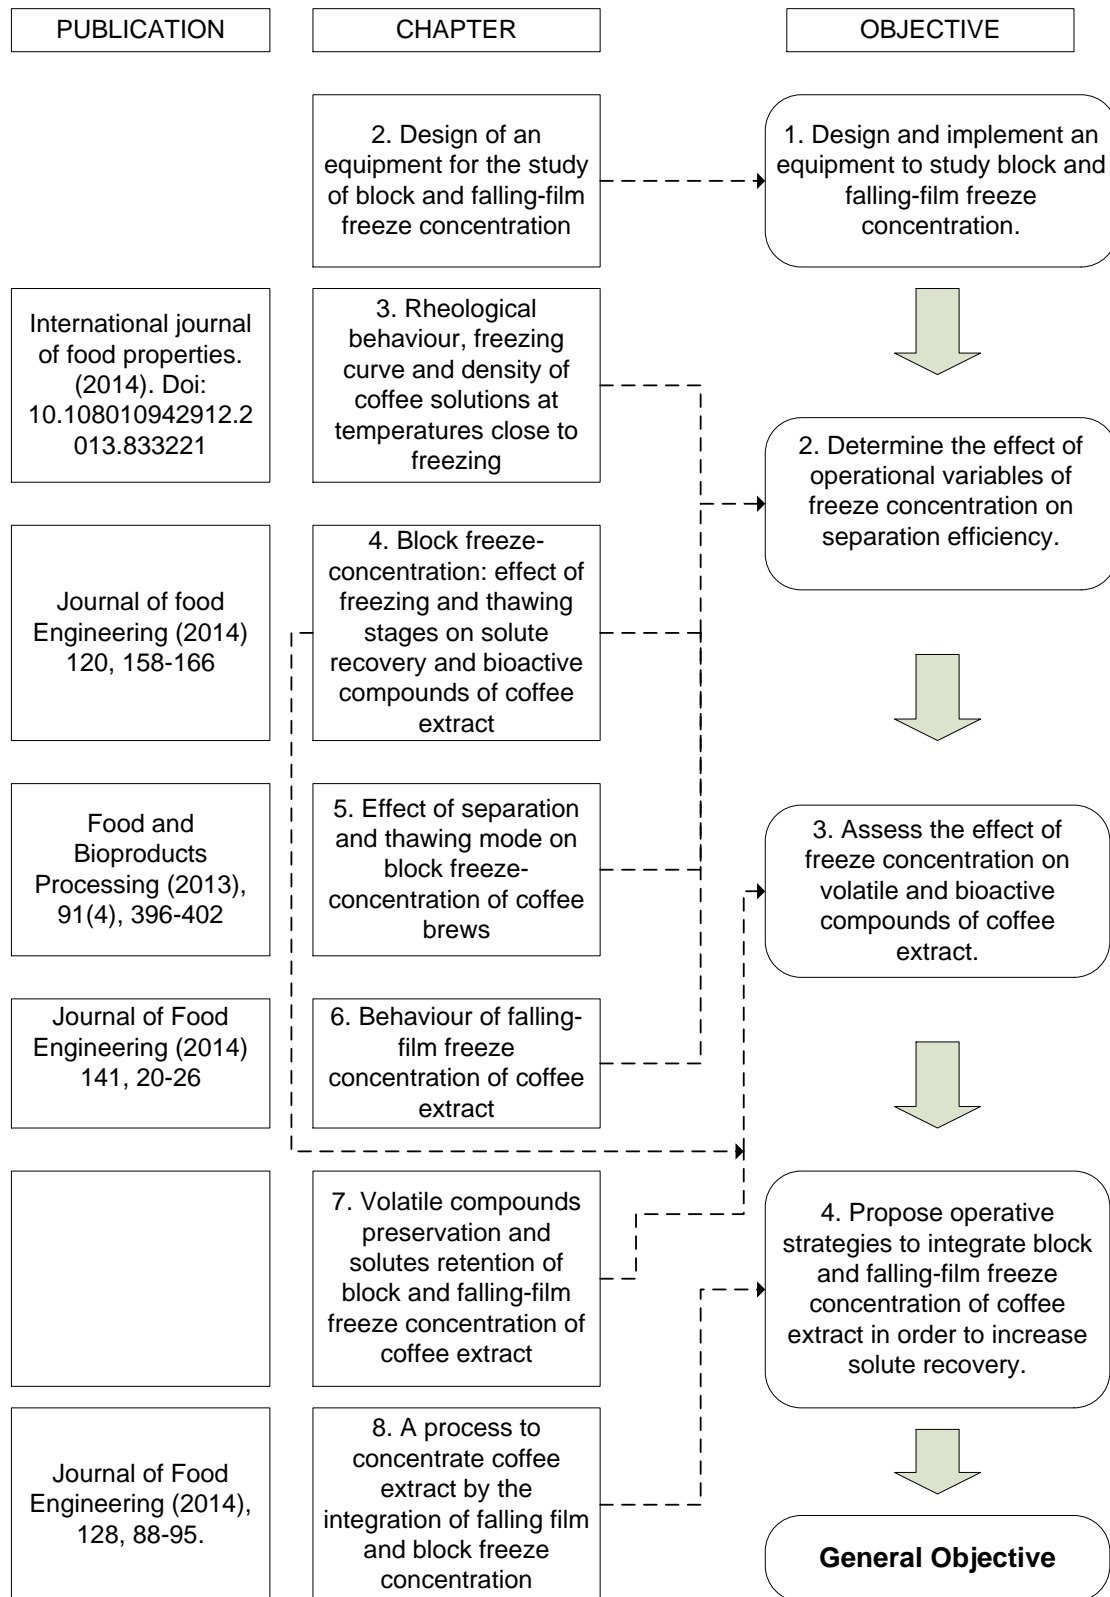 PUBLICATION
CHAPTER
OBJECTIVE
2. Design of an
equipment for the study
of block and falling-film
freeze concentration
1. Design and implement an
equipment to study block and
falling-film freeze
concentration.
International journal
of food properties.
(2014). Doi:
10.108010942912.2
013.833221
3. Rheological
behaviour, freezing
curve and density of
coffee solutions at
temperatures close to
freezing
2. Determine the effect of
operational variables of
freeze concentration on
separation efficiency.
Journal of food
Engineering (2014)
120, 158-166
4. Block freeze-
concentration: effect of
freezing and thawing
stages on solute
recovery and bioactive
compounds of coffee
extract
Food and
Bioproducts
Processing (2013),
91(4), 396-402
5. Effect of separation
and thawing mode on
block freeze-
concentration of coffee
brews
3. Assess the effect of
freeze concentration on
volatile and bioactive
compounds of coffee
extract.
Journal of Food
Engineering (2014)
141, 20-26
6. Behaviour of falling-
film freeze
concentration of coffee
extract
7. Volatile compounds
preservation and
solutes retention of
block and falling-film
freeze concentration of
coffee extract
4. Propose operative
strategies to integrate block
and falling-film freeze
concentration of coffee
extract in order to increase
solute recovery.
Journal of Food
Engineering (2014),
128, 88-95.
8. A process to
concentrate coffee
extract by the
integration of falling film
and block freeze
concentration
General Objective